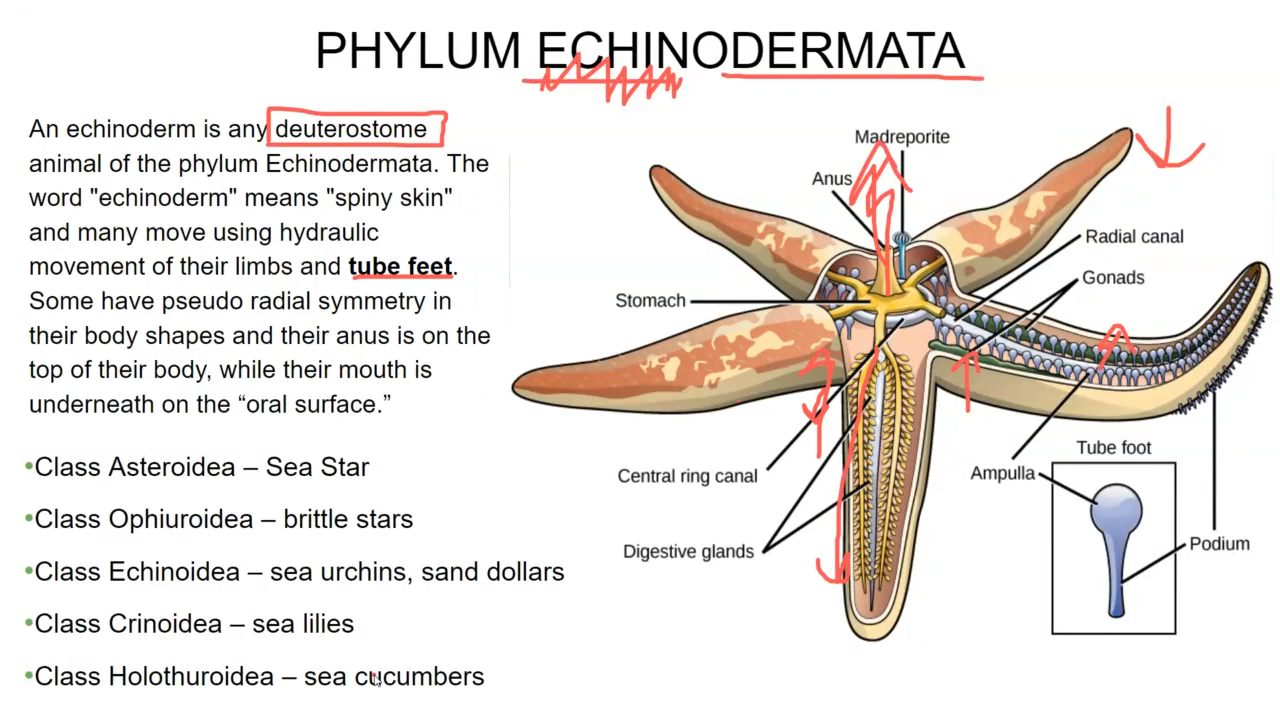 PHYLUM ECHINODERMATA
An echinoderm is any deuterostome
animal of the phylum Echinodermata. The
word "echinoderm" means "spiny skin"
and many move using hydraulic
movement of their limbs and tube feet.
Some have pseudo radial symmetry in
their body shapes and their anus is on the
top of their body, while their mouth is
underneath on the “oral surface.”
•Class Asteroidea – Sea Star
•Class Ophiuroidea – brittle stars
•Class Echinoidea – sea urchins, sand dollars
•Class Crinoidea – sea lilies
•Class Holothuroidea – sea cucumbers
Madreporite
Anus
Radial canal
Gonads
Stomach
Central ring canal
Digestive glands
Ampulla
Tube foot
Podium